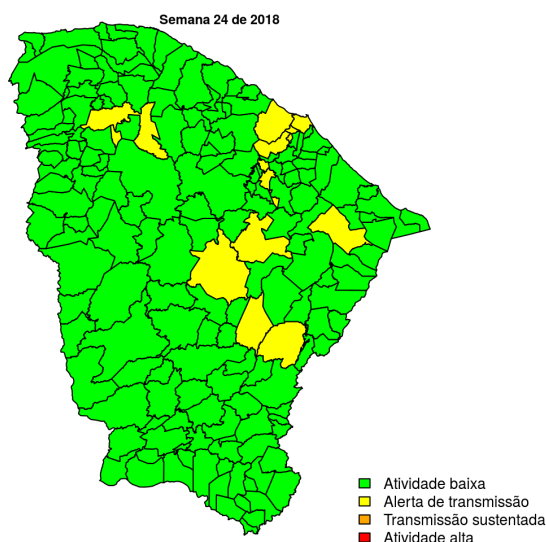 Semana 24 de 2018
Atividade baixa
Alerta de transmissão
Transmissão sustentada
Atividade alta